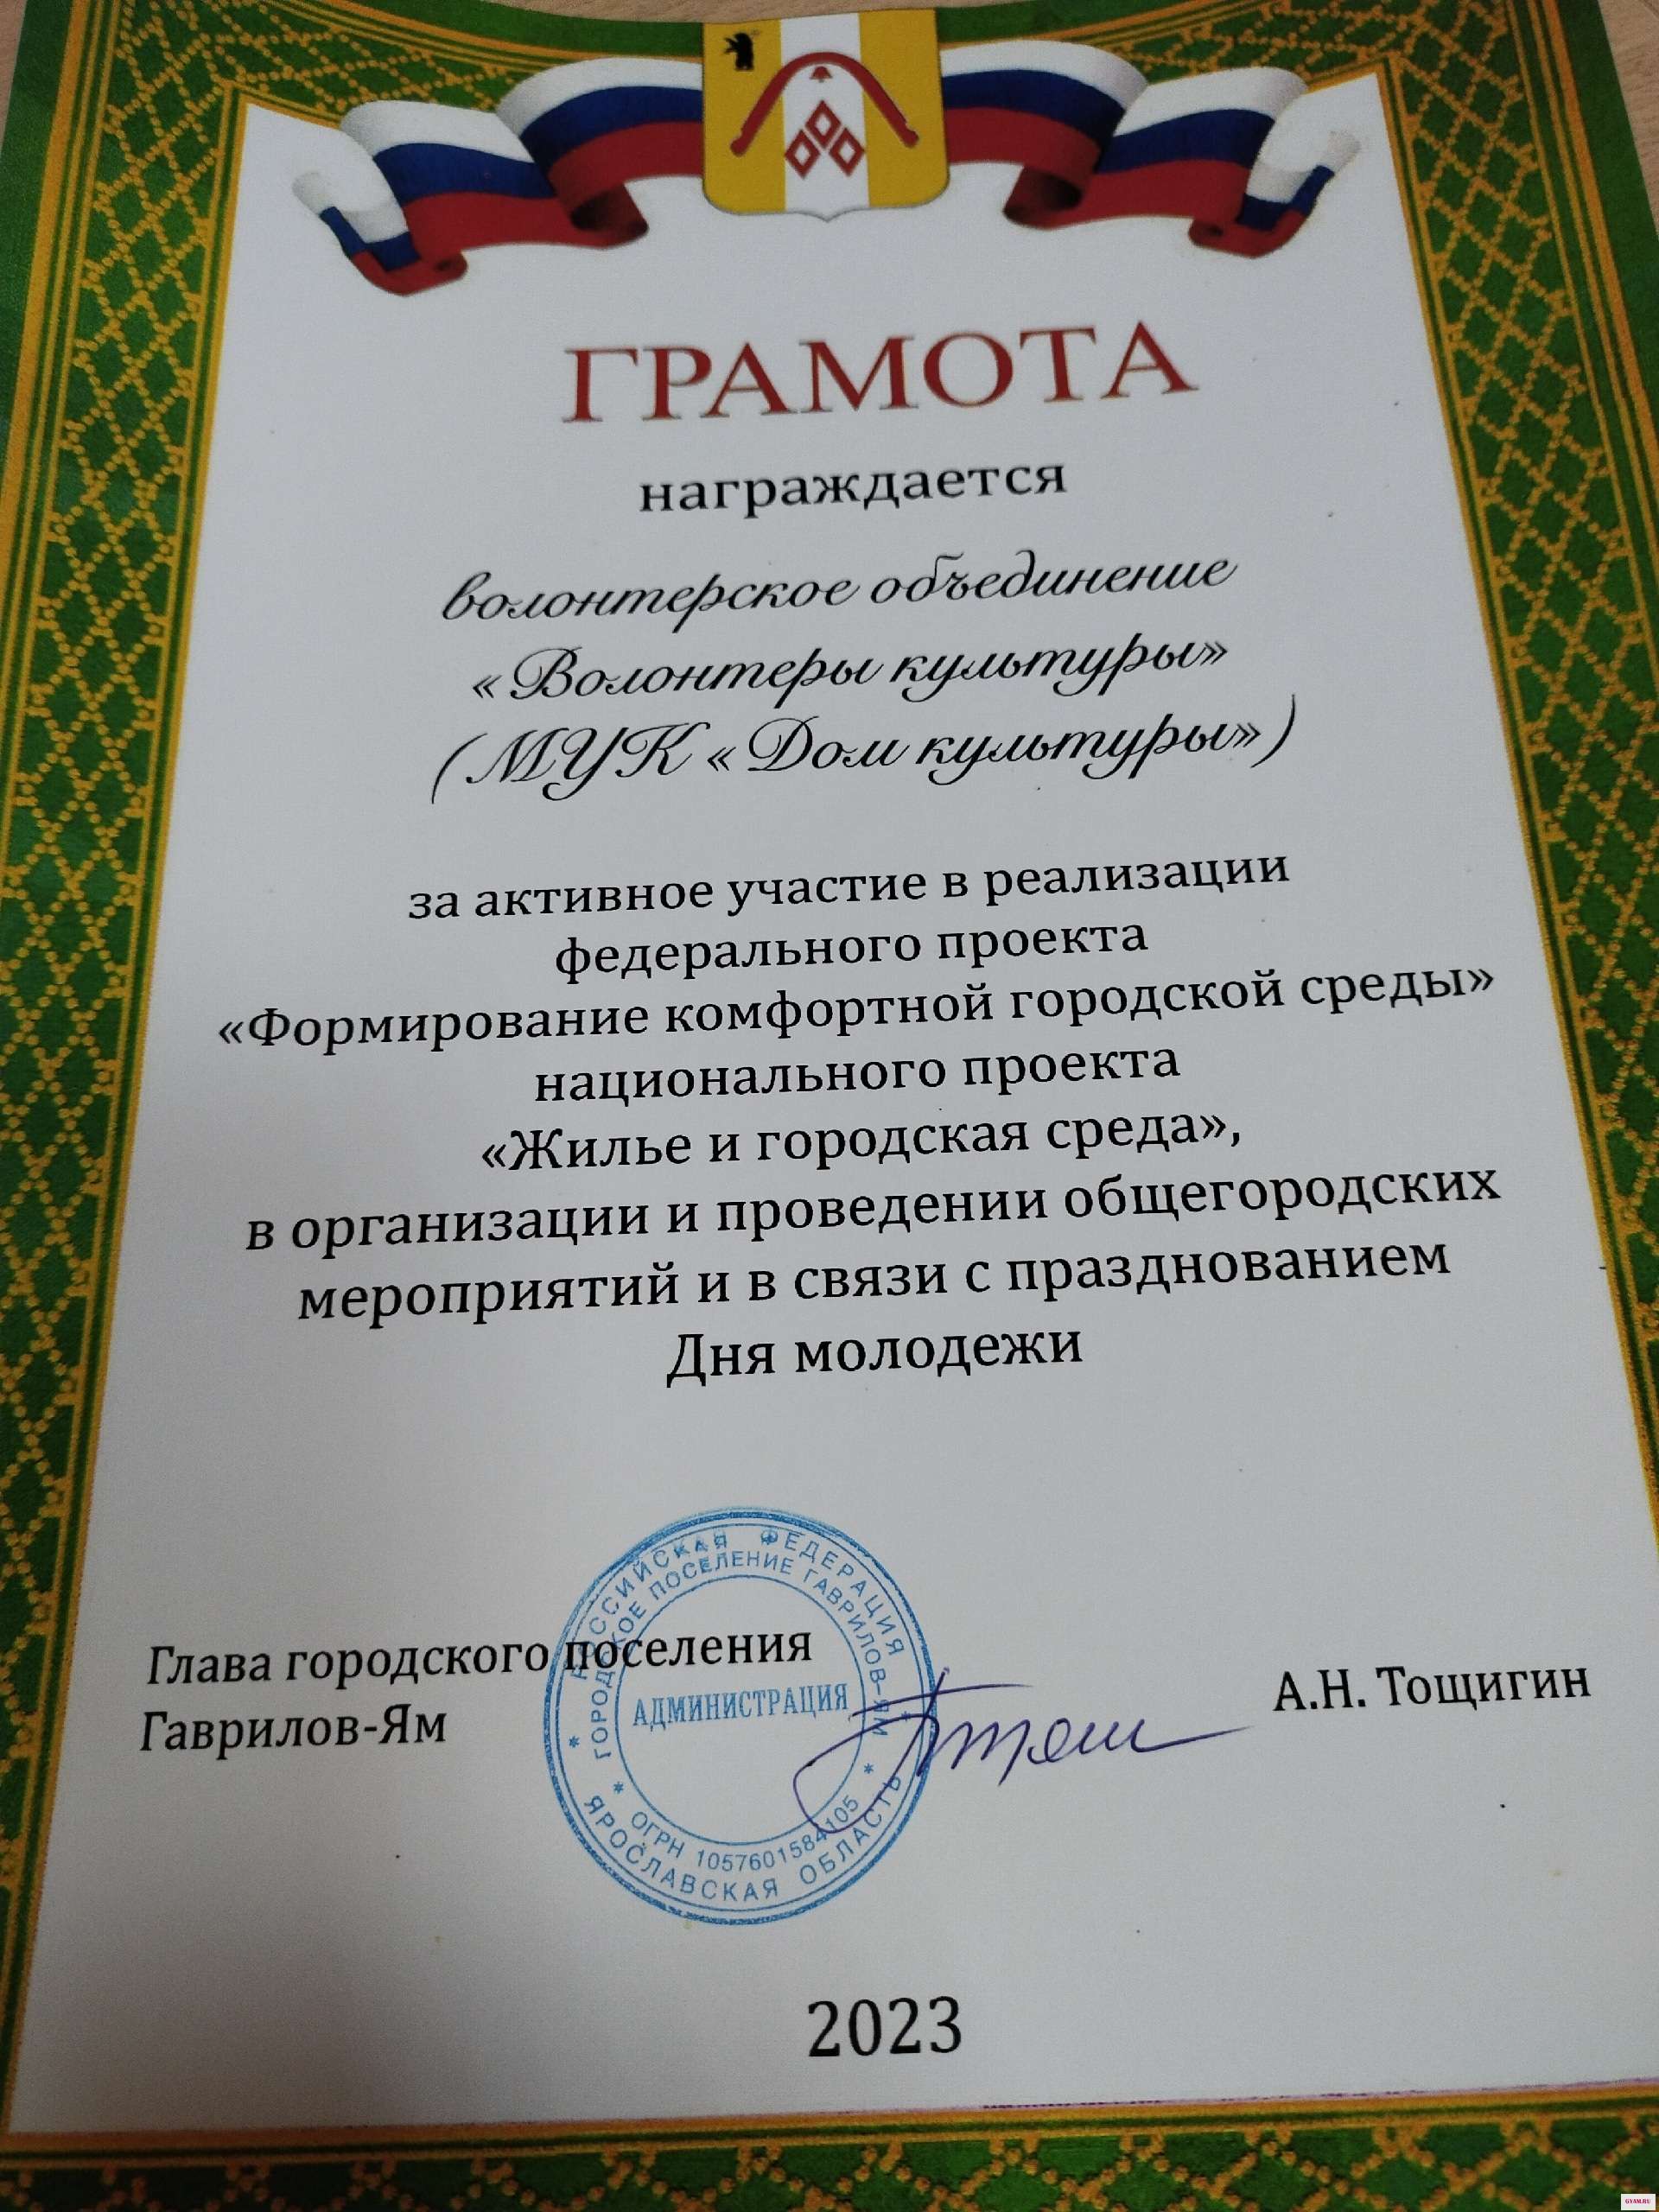 ГРАМОТА
награждается
волонтерское объединение
«Волонтеры культуры»
(МУК «Дом культуры»)
за активное участие в реализации
федерального проекта
«Формирование комфортной городской среды»
национального проекта
«Жилье и городская среда»,
в организации и проведении общегородских
мероприятий и в связи с празднованием
Дня молодежи
Глава городского поселения
Гаврилов-Ям
А.Н. Тощигин
РОССИЙСКАЯ ФЕДЕРАЦИЯ
ГОРОДСКОЕ ПОСЕЛЕНИЕ ГАВРИЛОВ-ЯМ
АДМИНИСТРАЦИЯ
* ОГРН 1057601584105 *
* ЯРОСЛАВСКАЯ ОБЛАСТЬ
2023
GYAM.RU